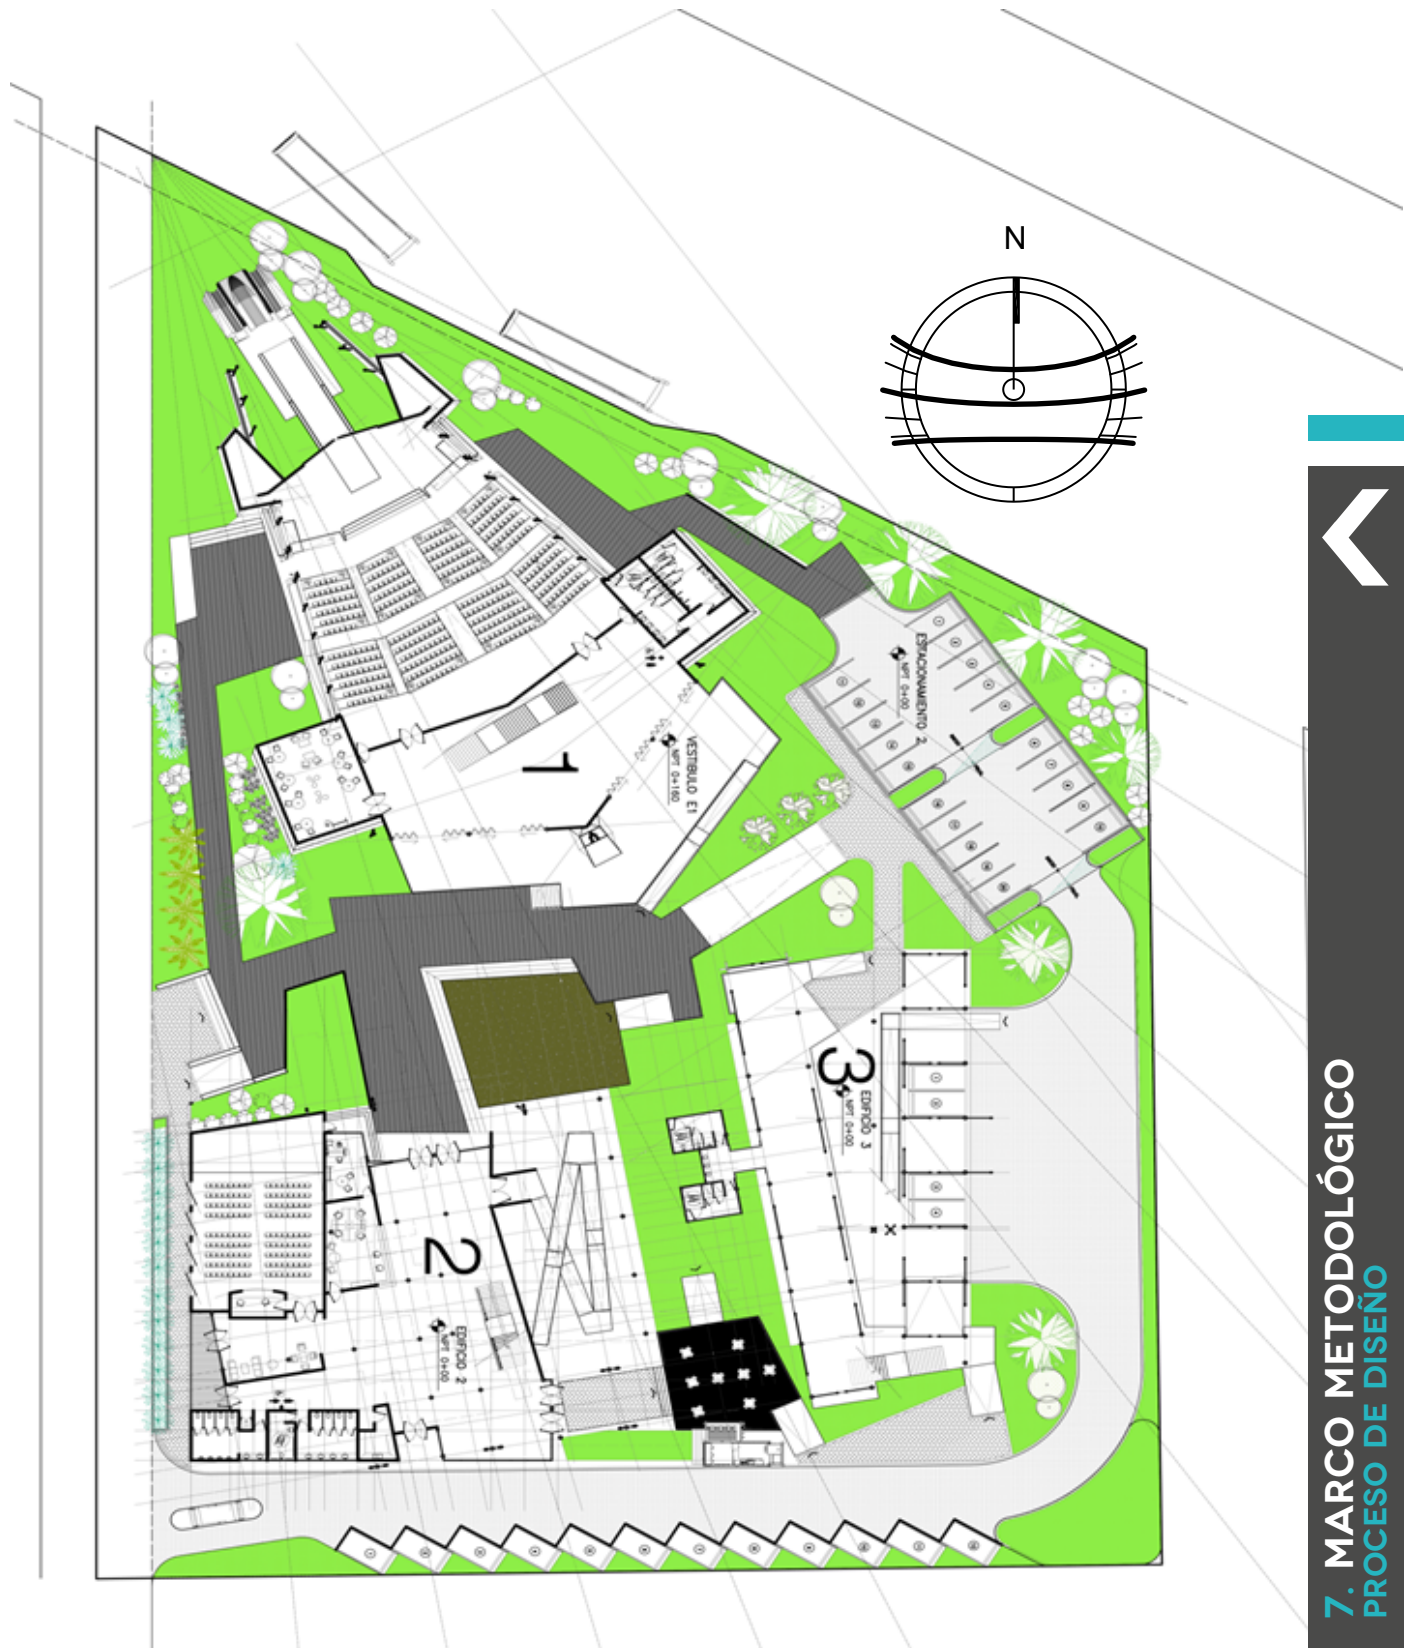 N
ESTACIONAMIENTO 2
NPT 0+00
1
VESTIBULO E1
NPT 0+160
3
EDIFICIO 3
NPT 0+00
2
EDIFICIO 2
NPT 0+00
7. MARCO METODOLÓGICO
PROCESO DE DISEÑO